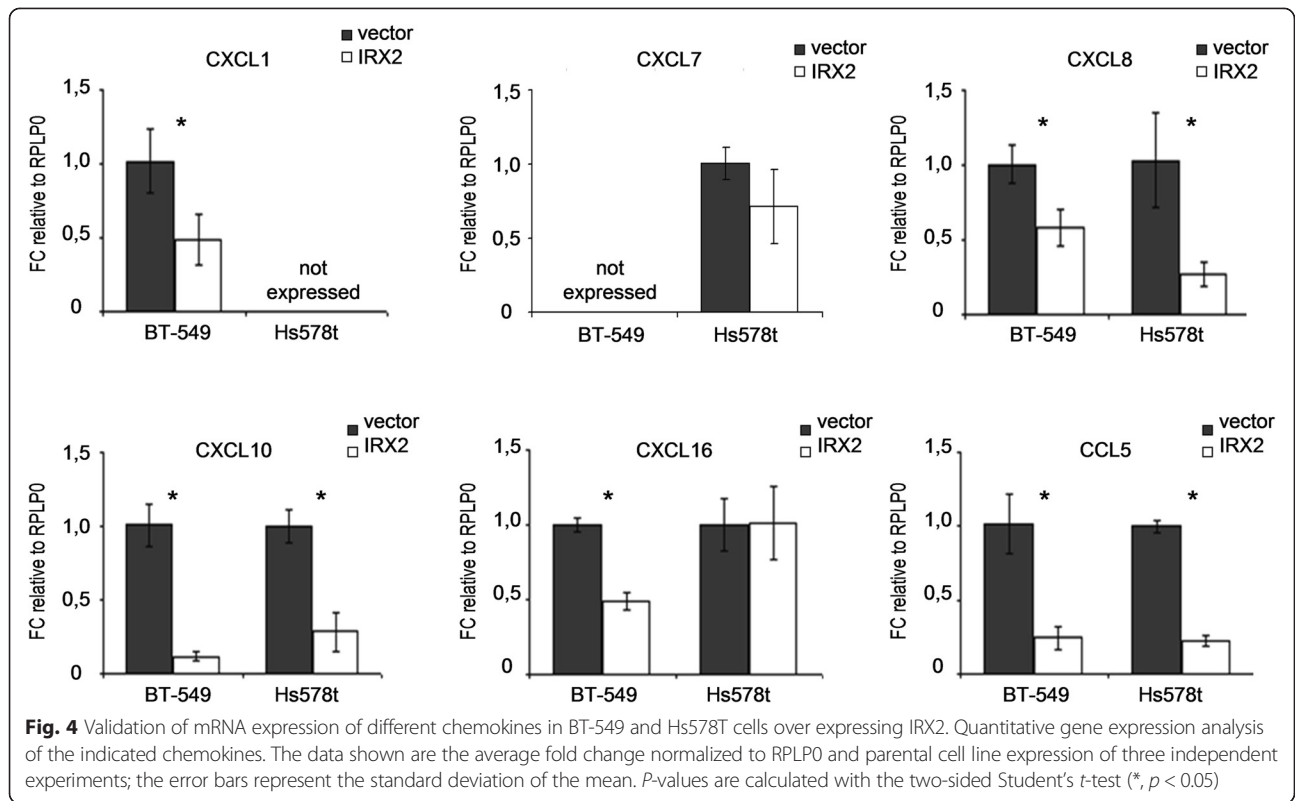 CXCL1
vector
IRX2
FC relative to RPLP0
1,5
1,0
0,5
0
*
not
expressed
BT-549
Hs578t
CXCL7
vector
IRX2
FC relative to RPLP0
1,5
1,0
0,5
0
not
expressed
BT-549
Hs578t
CXCL8
vector
IRX2
FC relative to RPLP0
1,5
1,0
0,5
0
*
*
BT-549
Hs578t
CXCL10
vector
IRX2
FC relative to RPLP0
1,5
1,0
0,5
0
*
*
BT-549
Hs578t
CXCL16
vector
IRX2
FC relative to RPLP0
1,5
1,0
0,5
0
*
BT-549
Hs578t
CCL5
vector
IRX2
FC relative to RPLP0
1,5
1,0
0,5
0
*
*
BT-549
Hs578t
Fig. 4 Validation of mRNA expression of different chemokines in BT-549 and Hs578T cells over expressing IRX2. Quantitative gene expression analysis
of the indicated chemokines. The data shown are the average fold change normalized to RPLP0 and parental cell line expression of three independent
experiments; the error bars represent the standard deviation of the mean. P-values are calculated with the two-sided Student's t-test (*, p < 0.05)